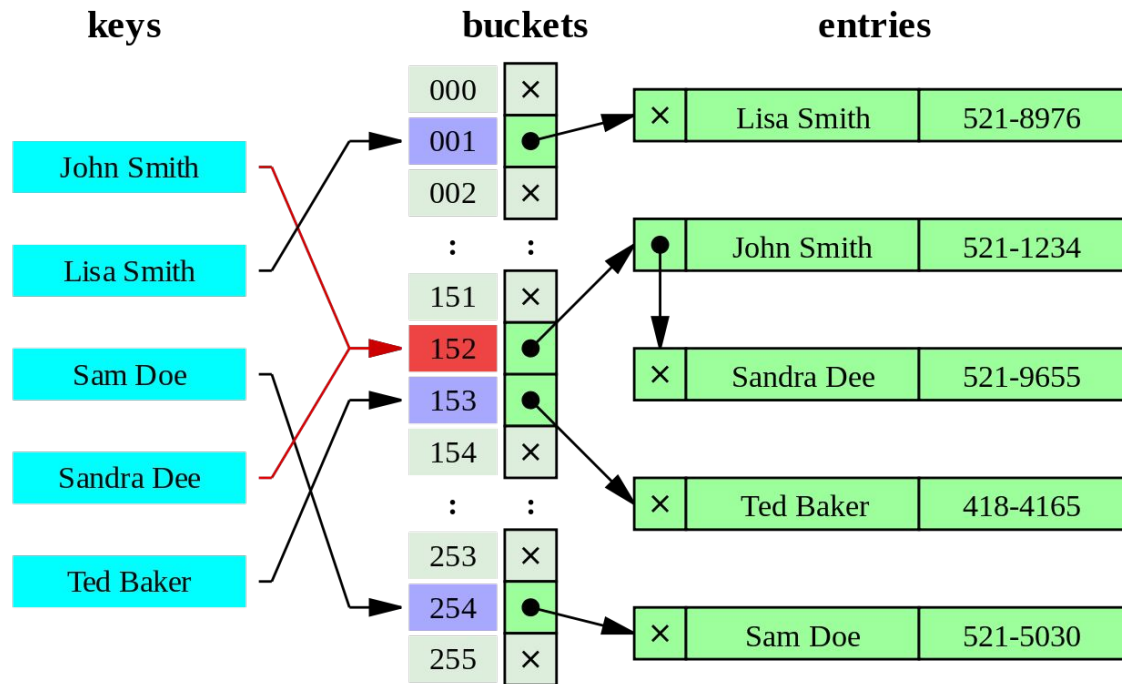 keys
buckets
entries
John Smith
Lisa Smith
Sam Doe
Sandra Dee
Ted Baker
000 ×
001
002 ×
: :
151 ×
152
153
154 ×
: :
253 ×
254
255 ×
× Lisa Smith 521-8976
John Smith 521-1234
× Sandra Dee 521-9655
× Ted Baker 418-4165
× Sam Doe 521-5030